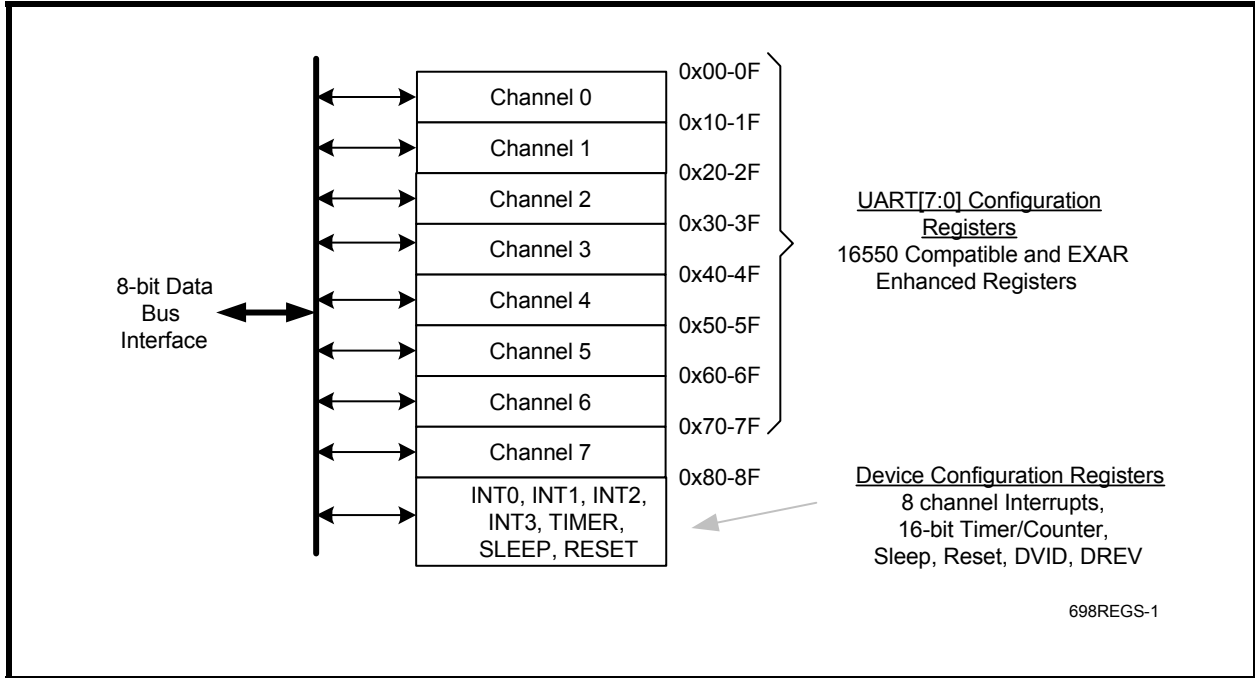 8-bit Data
Bus
Interface
0x00-0F
Channel 0
0x10-1F
Channel 1
0x20-2F
Channel 2
0x30-3F
Channel 3
0x40-4F
Channel 4
0x50-5F
Channel 5
0x60-6F
Channel 6
0x70-7F
Channel 7
0x80-8F
INT0, INT1, INT2,
INT3, TIMER,
SLEEP, RESET
UART[7:0] Configuration
Registers
16550 Compatible and EXAR
Enhanced Registers
Device Configuration Registers
8 channel Interrupts,
16-bit Timer/Counter,
Sleep, Reset, DVID, DREV
698REGS-1